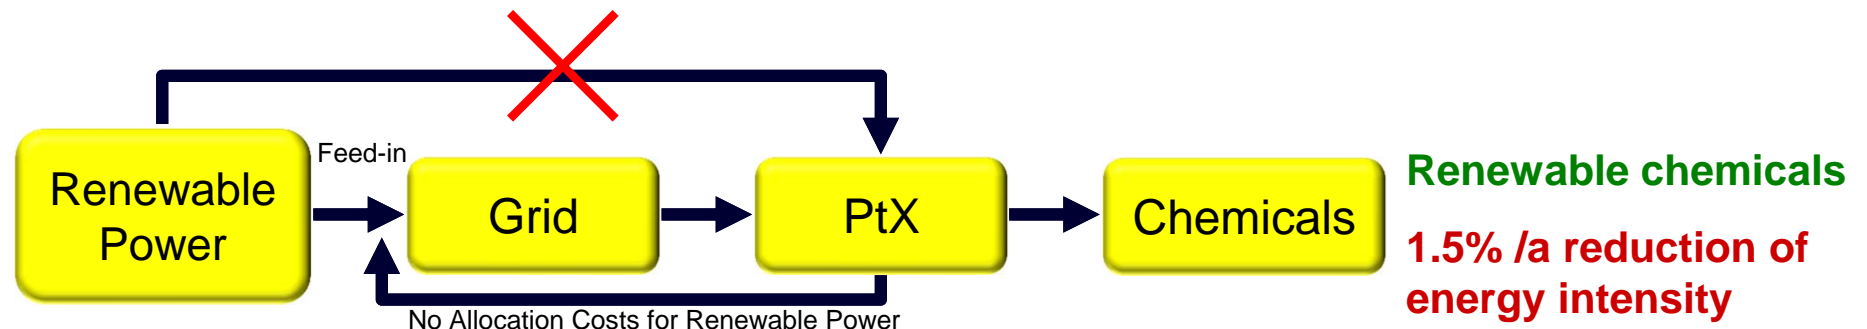 Feed-in
Renewable
Power
Grid
PtX
Chemicals
Renewable chemicals
1.5% /a reduction of
energy intensity
No Allocation Costs for Renewable Power